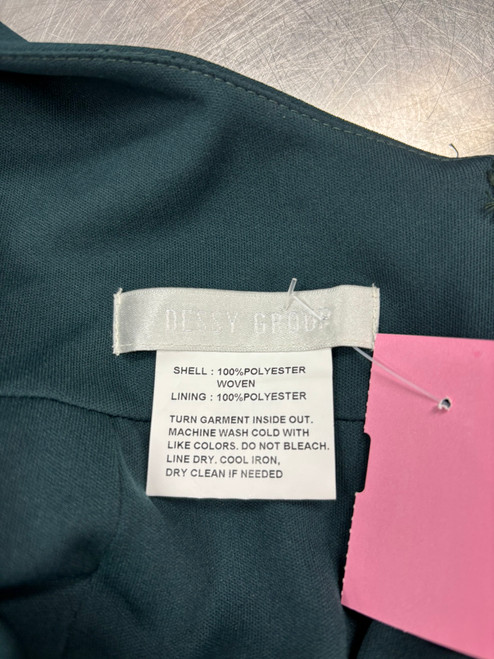 DESSY GROUP
SHELL : 100%POLYESTER
WOVEN
LINING : 100%POLYESTER
TURN GARMENT INSIDE OUT.
MACHINE WASH COLD WITH
LIKE COLORS. DO NOT BLEACH.
LINE DRY. COOL IRON,
DRY CLEAN IF NEEDED